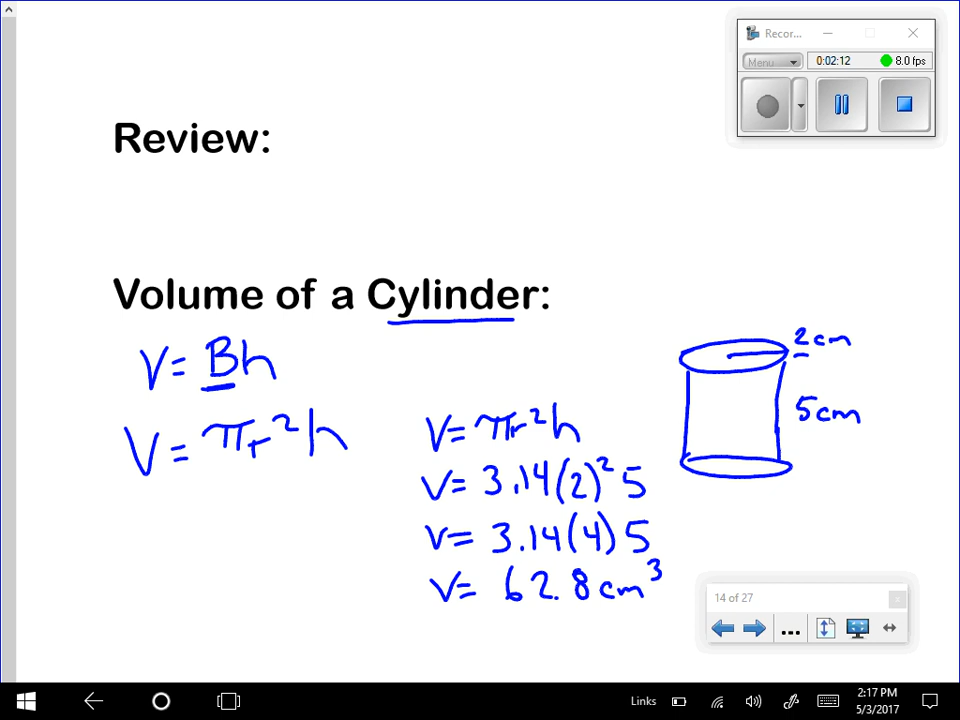 Recor...
Menu
0:02:12
8.0 fps
Review:
Volume of a Cylinder:
V = Bh
V = πr²h
2cm
5cm
V = πr²h
V = 3.14(2)²5
V = 3.14(4)5
V = 62.8cm³
14 of 27
...
Links
2:17 PM
5/3/2017